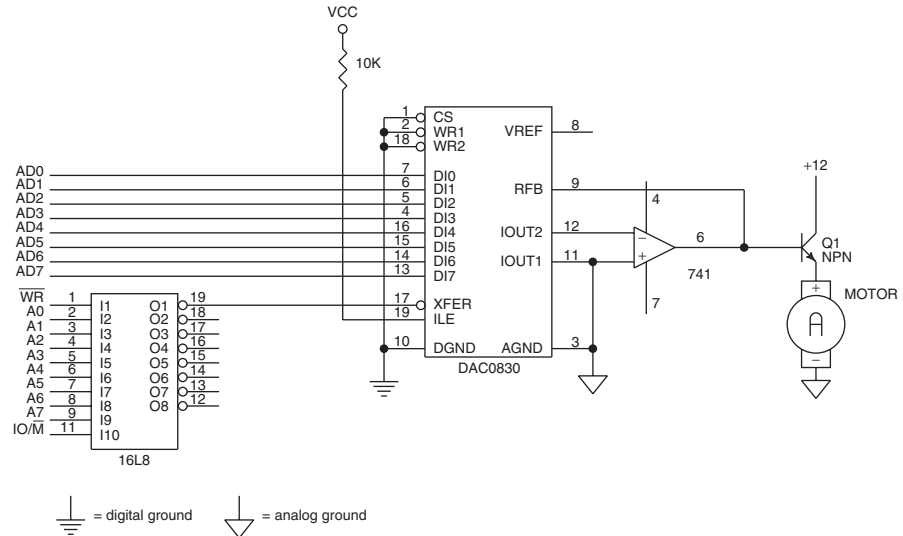 VCC
10K
1 CS
2 WR1
18 WR2
VREF 8
AD0 7 DI0
AD1 6 DI1
AD2 5 DI2
AD3 4 DI3
AD4 16 DI4
AD5 15 DI5
AD6 14 DI6
AD7 13 DI7
RFB 9
IOUT2 12
IOUT1 11
17 XFER
19 ILE
10 DGND
AGND 3
DAC0830
4
−
+
6
741
7
+12
Q1
NPN
+
MOTOR
A
−
W̅R̅ 1 I1 O1 19
A0 2 I2 O2 18
A1 3 I3 O3 17
A2 4 I4 O4 16
A3 5 I5 O5 15
A4 6 I6 O6 14
A5 7 I7 O7 13
A6 8 I8 O8 12
A7 9 I9
IO/M̅ 11 I10
16L8
= digital ground
= analog ground